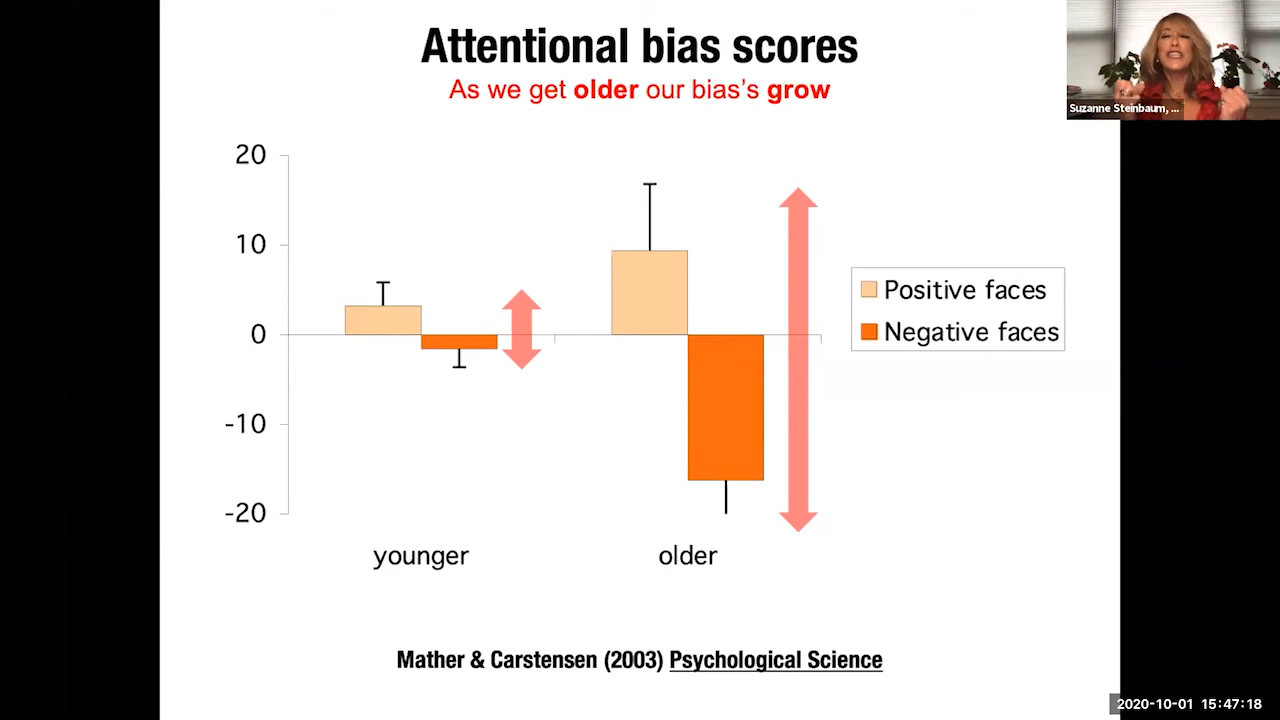 Attentional bias scores
As we get older our bias's grow
Suzanne Steinbaum, ...
20
10
0
-10
-20
Positive faces
Negative faces
younger older
Mather & Carstensen (2003) Psychological Science
2020-10-01 15:47:18